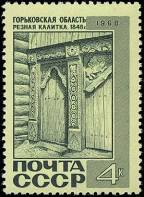 ГОРЬКОВСКАЯ ОБЛАСТЬ
РЕЗНАЯ КАЛИТКА. 1848г.
1968
ПОЧТА
СССР
4к